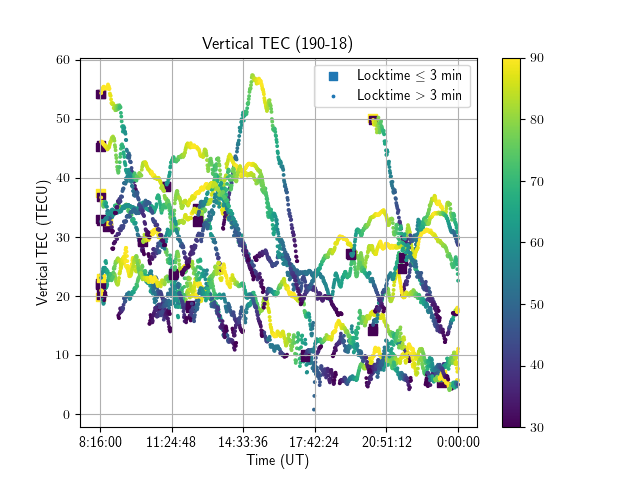 Vertical TEC (190-18)
Locktime ≤ 3 min
Locktime > 3 min
Vertical TEC (TECU)
60
50
40
30
20
10
0
8:16:00 11:24:48 14:33:36 17:42:24 20:51:12 0:00:00
Time (UT)
90
80
70
60
50
40
30